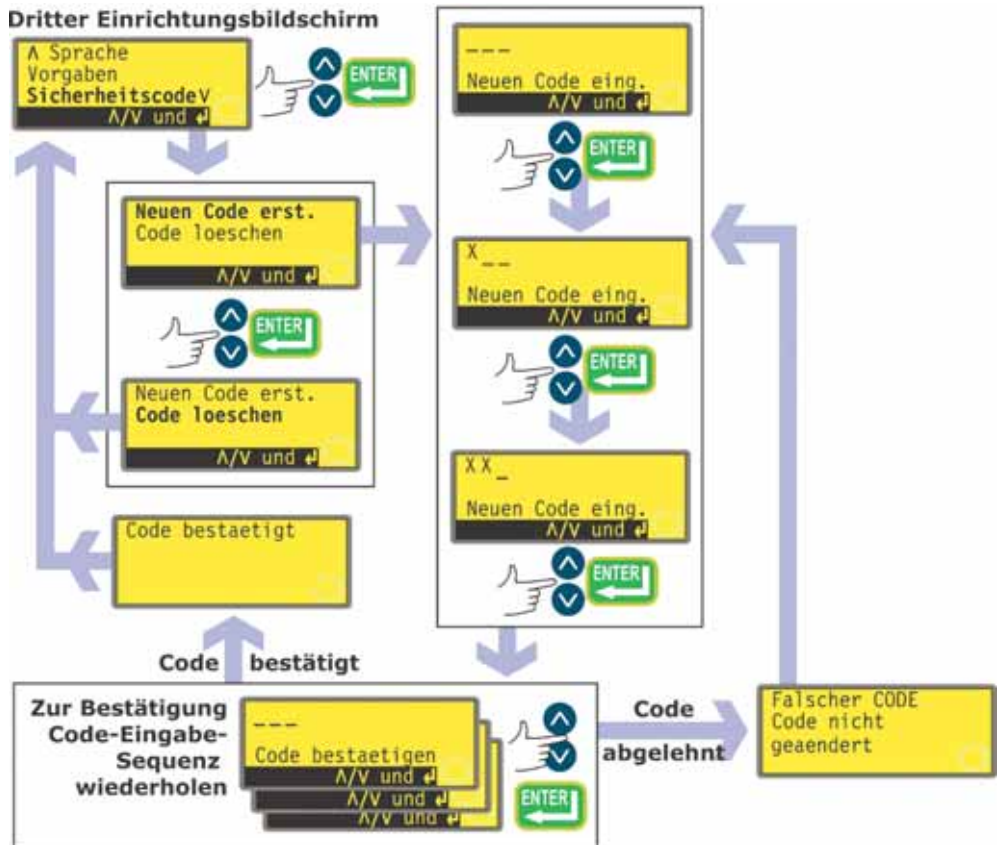 Dritter Einrichtungsbildschirm
Λ Sprache
Vorgaben
SicherheitscodeV
Λ/V und ↲
ENTER
Neuen Code erst.
Code loeschen
Λ/V und ↲
ENTER
Neuen Code erst.
Code loeschen
Λ/V und ↲
_ _ _
Neuen Code eing.
Λ/V und ↲
ENTER
X _ _
Neuen Code eing.
Λ/V und ↲
ENTER
X X _
Neuen Code eing.
Λ/V und ↲
ENTER
Code bestaetigt
Code bestätigt
Zur Bestätigung
Code-Eingabe-
Sequenz
wiederholen
_ _ _
Code bestaetigen
Λ/V und ↲
Λ/V und ↲
Λ/V und ↲
ENTER
Code
abgelehnt
Falscher CODE
Code nicht
geaendert